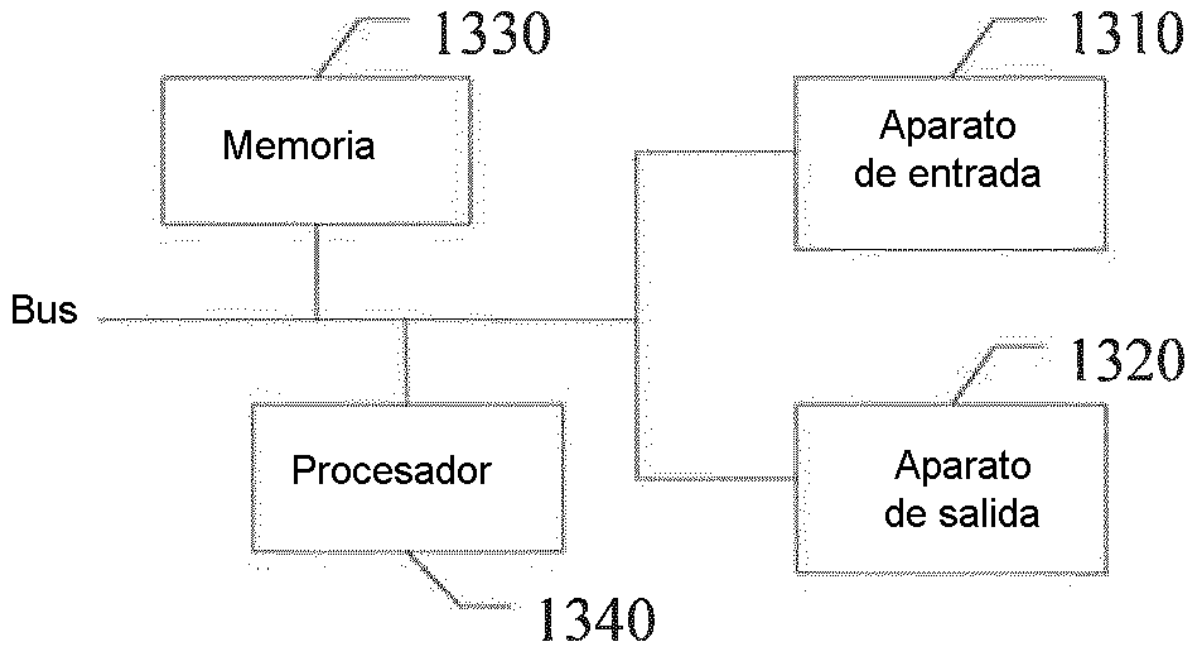 1330
1310
Memoria
Aparato
de entrada
Bus
1320
Procesador
Aparato
de salida
1340